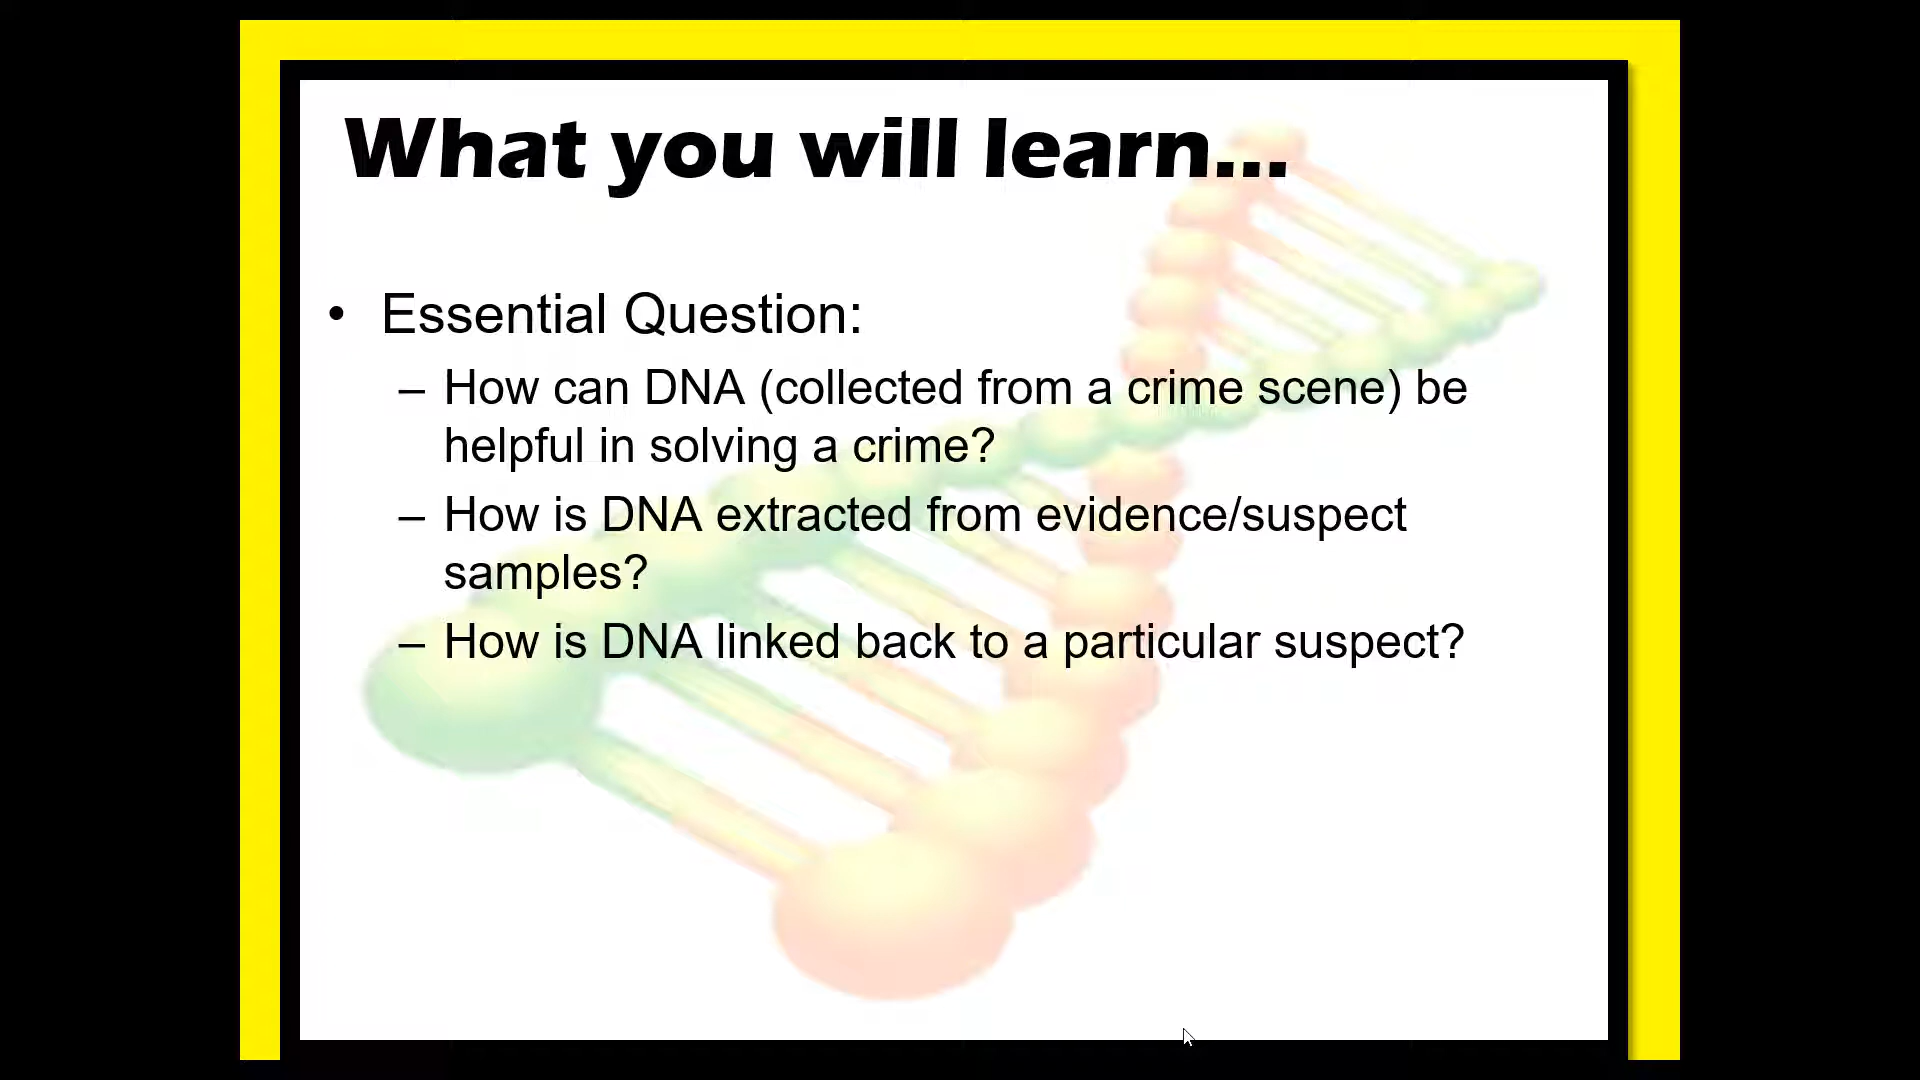 What you will learn...
• Essential Question:
– How can DNA (collected from a crime scene) be
helpful in solving a crime?
– How is DNA extracted from evidence/suspect
samples?
– How is DNA linked back to a particular suspect?